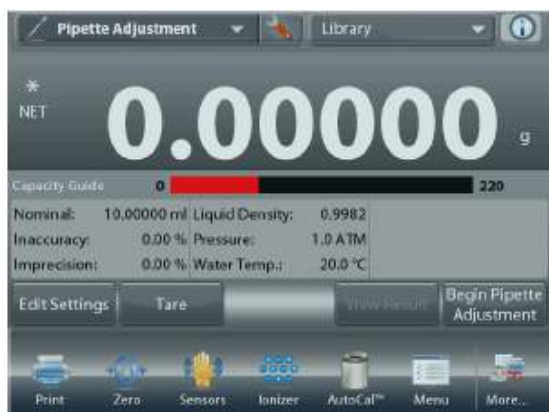 Pipette Adjustment Library
*
NET
0.00000 g
Capacity Guide 0 220
Nominal: 10.00000 ml Liquid Density: 0.9982
Inaccuracy: 0.00 % Pressure: 1.0 ATM
Imprecision: 0.00 % Water Temp.: 20.0 °C
Edit Settings Tare View Result Begin Pipette
Adjustment
Print Zero Sensors Ionizer AutoCal™ Menu More...